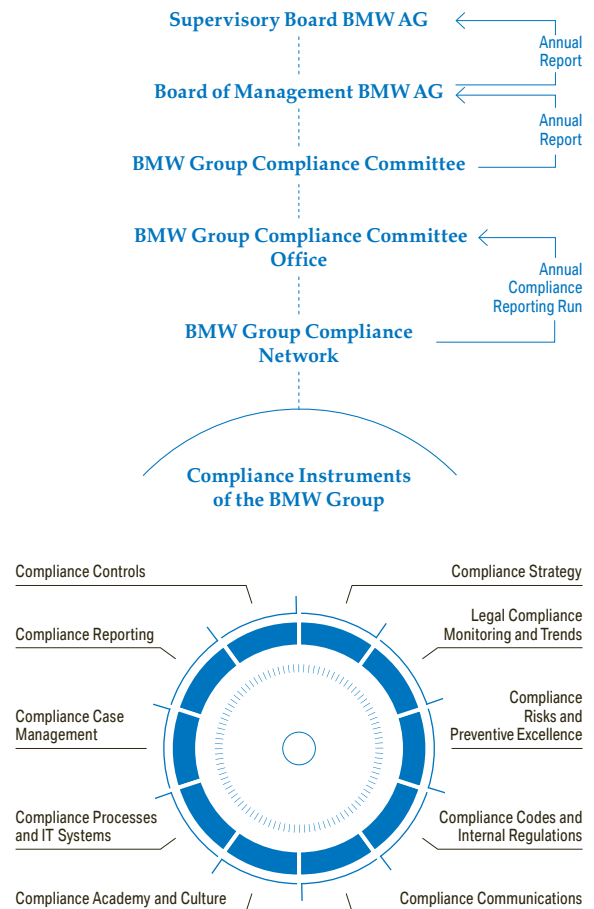 Supervisory Board BMW AG
Annual
Report
Board of Management BMW AG
Annual
Report
BMW Group Compliance Committee
BMW Group Compliance Committee
Office
Annual
Compliance
Reporting Run
BMW Group Compliance
Network
Compliance Instruments
of the BMW Group
Compliance Controls
Compliance Strategy
Compliance Reporting
Legal Compliance
Monitoring and Trends
Compliance Case
Management
Compliance
Risks and
Preventive Excellence
Compliance Processes
and IT Systems
Compliance Codes and
Internal Regulations
Compliance Academy and Culture
Compliance Communications